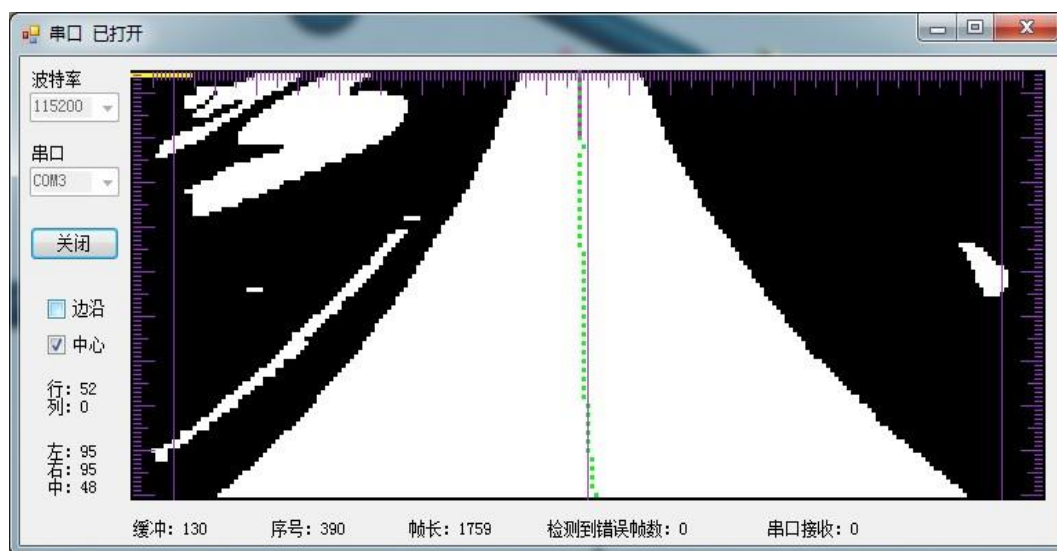 串口 已打开
波特率
115200
串口
COM3
关闭
边沿
中心
行: 52
列: 0
左: 95
右: 95
中: 48
缓冲: 130 序号: 390 帧长: 1759 检测到错误帧数: 0 串口接收: 0